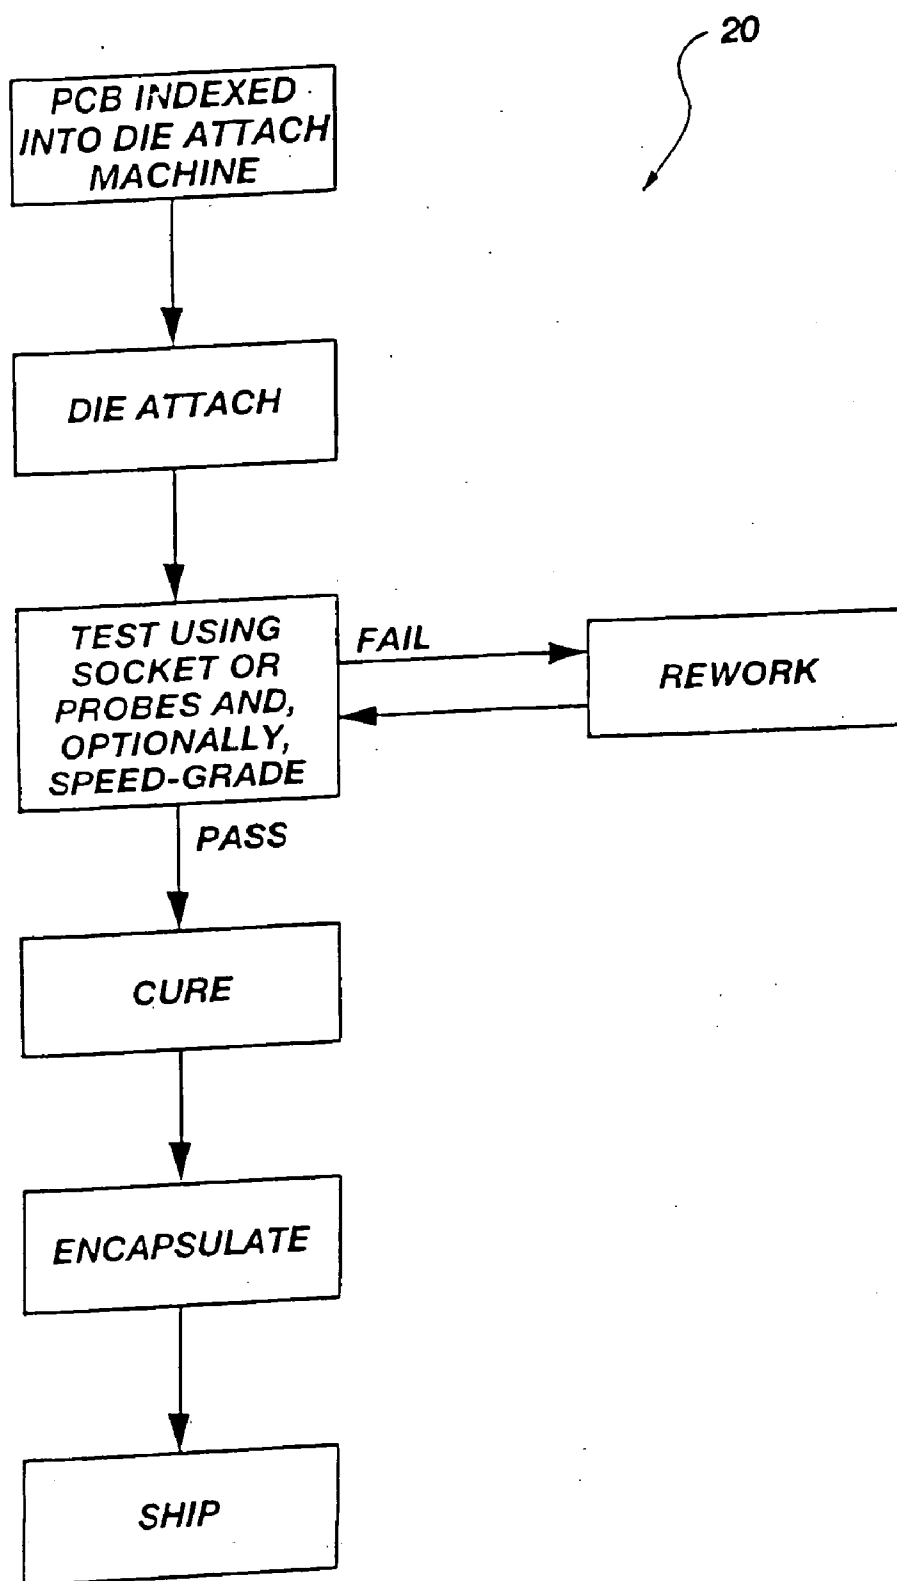 20
PCB INDEXED
INTO DIE ATTACH
MACHINE
DIE ATTACH
TEST USING
SOCKET OR
PROBES AND,
OPTIONALLY,
SPEED-GRADE
FAIL
REWORK
PASS
CURE
ENCAPSULATE
SHIP